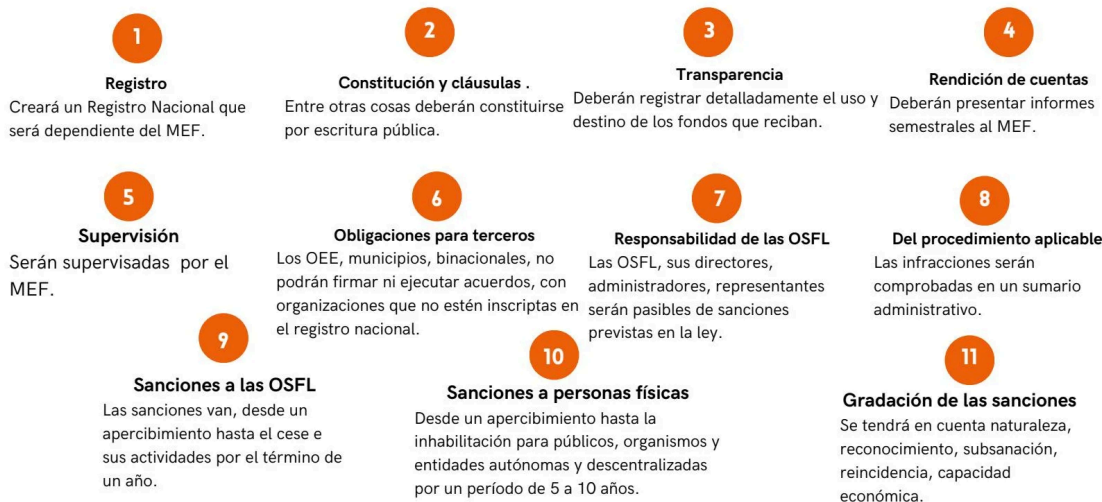 1
Registro
Creará un Registro Nacional que
será dependiente del MEF.
2
Constitución y cláusulas .
Entre otras cosas deberán constituirse
por escritura pública.
3
Transparencia
Deberán registrar detalladamente el uso y
destino de los fondos que reciban.
4
Rendición de cuentas
Deberán presentar informes
semestrales al MEF.
5
Supervisión
Serán supervisadas por el
MEF.
6
Obligaciones para terceros
Los OEE, municipios, binacionales, no
podrán firmar ni ejecutar acuerdos, con
organizaciones que no estén inscriptas en
el registro nacional.
7
Responsabilidad de las OSFL
Las OSFL, sus directores,
administradores, representantes
serán pasibles de sanciones
previstas en la ley.
8
Del procedimiento aplicable
Las infracciones serán
comprobadas en un sumario
administrativo.
9
Sanciones a las OSFL
Las sanciones van, desde un
apercibimiento hasta el cese e
sus actividades por el término de
un año.
10
Sanciones a personas físicas
Desde un apercibimiento hasta la
inhabilitación para públicos, organismos y
entidades autónomas y descentralizadas
por un período de 5 a 10 años.
11
Gradación de las sanciones
Se tendrá en cuenta naturaleza,
reconocimiento, subsanación,
reincidencia, capacidad
económica.